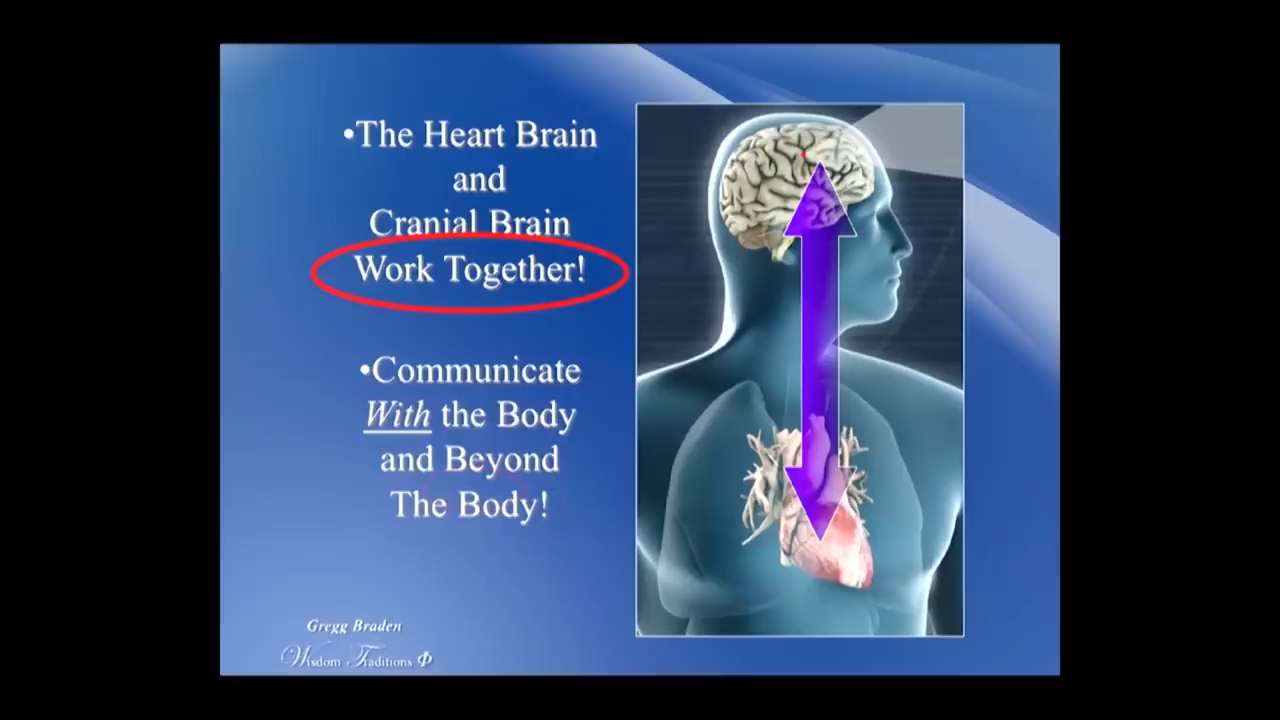 •The Heart Brain
and
Cranial Brain
Work Together!
•Communicate
With the Body
and Beyond
The Body!
Gregg Braden
Wisdom Traditions Φ